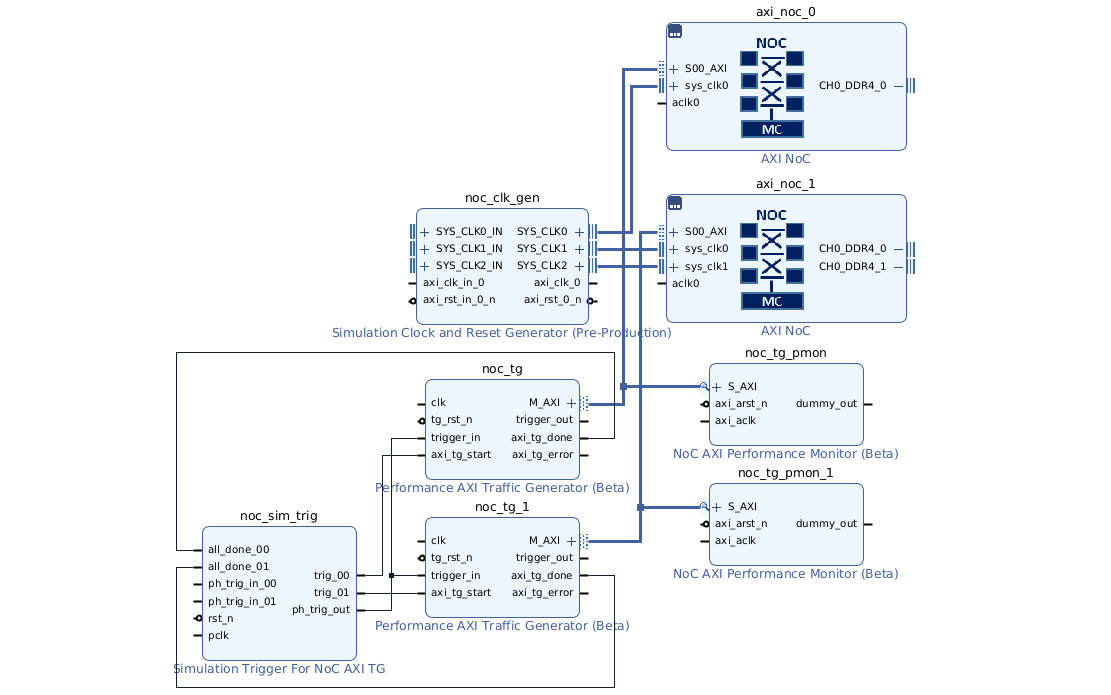 axi_noc_0
NOC
S00_AXI
sys_clk0 CH0_DDR4_0
aclk0
MC
AXI NoC
axi_noc_1
NOC
S00_AXI
sys_clk0 CH0_DDR4_0
sys_clk1 CH0_DDR4_1
aclk0
MC
AXI NoC
noc_clk_gen
SYS_CLK0_IN SYS_CLK0
SYS_CLK1_IN SYS_CLK1
SYS_CLK2_IN SYS_CLK2
axi_clk_in_0 axi_clk_0
axi_rst_in_0_n axi_rst_0_n
Simulation Clock and Reset Generator (Pre-Production)
noc_tg
clk M_AXI
tg_rst_n trigger_out
trigger_in axi_tg_done
axi_tg_start axi_tg_error
Performance AXI Traffic Generator (Beta)
noc_tg_pmon
S_AXI
axi_arst_n dummy_out
axi_aclk
NoC AXI Performance Monitor (Beta)
noc_tg_pmon_1
S_AXI
axi_arst_n dummy_out
axi_aclk
NoC AXI Performance Monitor (Beta)
noc_tg_1
clk M_AXI
tg_rst_n trigger_out
trigger_in axi_tg_done
axi_tg_start axi_tg_error
Performance AXI Traffic Generator (Beta)
noc_sim_trig
all_done_00
all_done_01
ph_trig_in_00 trig_00
ph_trig_in_01 trig_01
rst_n ph_trig_out
pclk
Simulation Trigger For NoC AXI TG